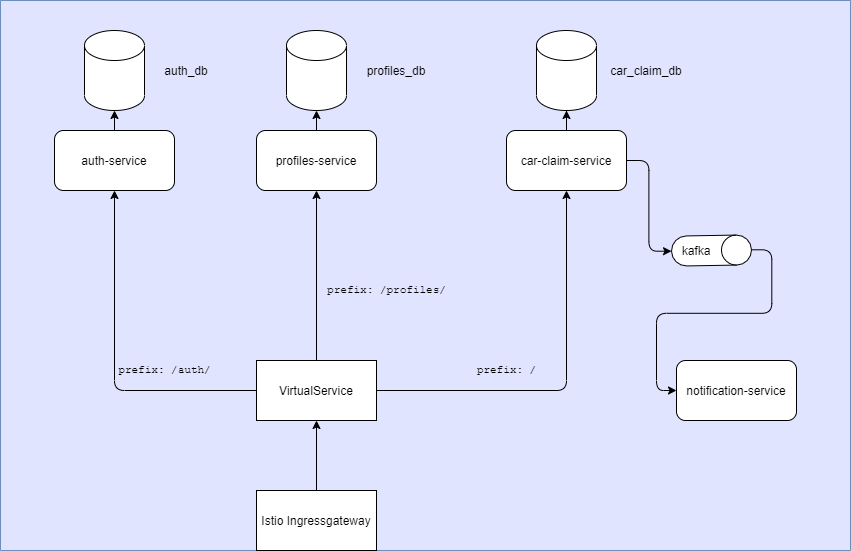 auth_db
profiles_db
car_claim_db
auth-service
profiles-service
car-claim-service
kafka
prefix: /profiles/
prefix: /auth/
prefix: /
VirtualService
notification-service
Istio Ingressgateway